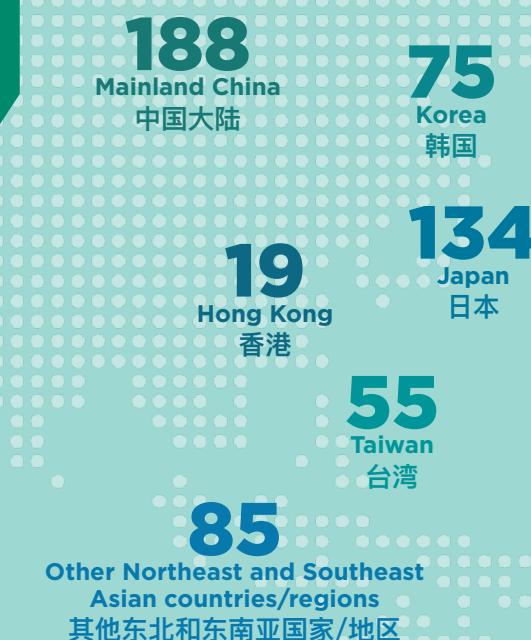 188
Mainland China
中国大陆
75
Korea
韩国
134
Japan
日本
19
Hong Kong
香港
55
Taiwan
台湾
85
Other Northeast and Southeast
Asian countries/regions
其他东北和东南亚国家/地区